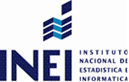 INEI
INSTITUTO
NACIONAL DE
ESTADISTICA E
INFORMATICA